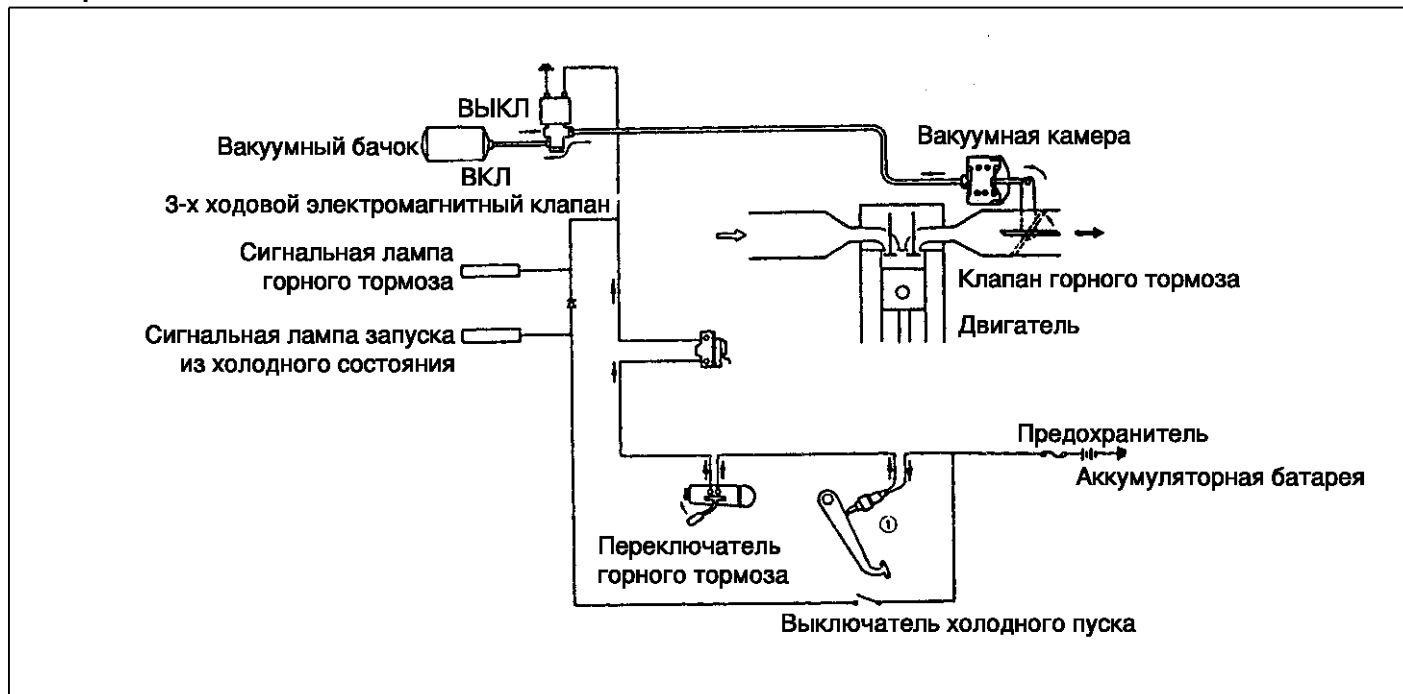 ВЫКЛ
Вакуумный бачок
ВКЛ
3-х ходовой электромагнитный клапан
Вакуумная камера
Сигнальная лампа
горного тормоза
Клапан горного тормоза
Сигнальная лампа запуска
из холодного состояния
Двигатель
Предохранитель
Аккумуляторная батарея
①
Переключатель
горного тормоза
Выключатель холодного пуска